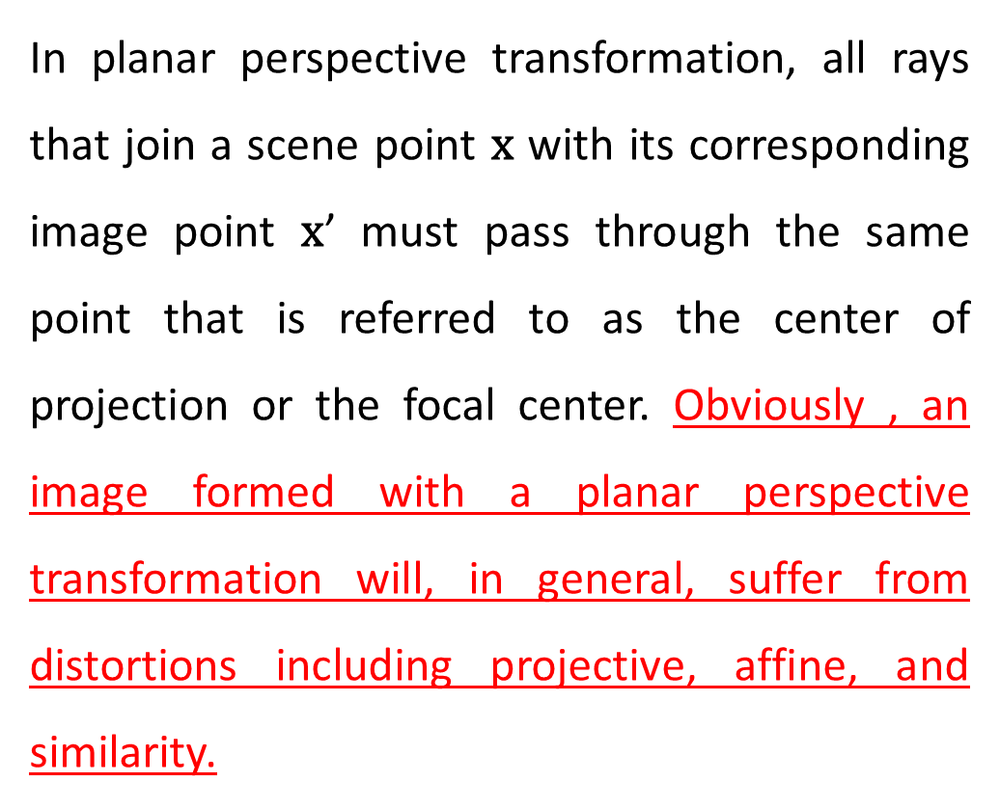 In planar perspective transformation, all rays
that join a scene point x with its corresponding
image point x’ must pass through the same
point that is referred to as the center of
projection or the focal center. Obviously , an
image formed with a planar perspective
transformation will, in general, suffer from
distortions including projective, affine, and
similarity.